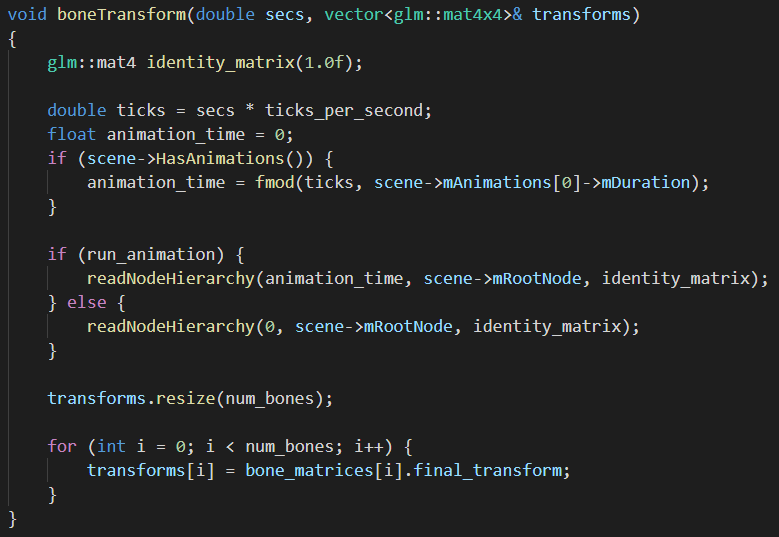 void boneTransform(double secs, vector<glm::mat4x4>& transforms)
{
    glm::mat4 identity_matrix(1.0f);

    double ticks = secs * ticks_per_second;
    float animation_time = 0;
    if (scene->HasAnimations()) {
        animation_time = fmod(ticks, scene->mAnimations[0]->mDuration);
    }

    if (run_animation) {
        readNodeHierarchy(animation_time, scene->mRootNode, identity_matrix);
    } else {
        readNodeHierarchy(0, scene->mRootNode, identity_matrix);
    }

    transforms.resize(num_bones);

    for (int i = 0; i < num_bones; i++) {
        transforms[i] = bone_matrices[i].final_transform;
    }
}